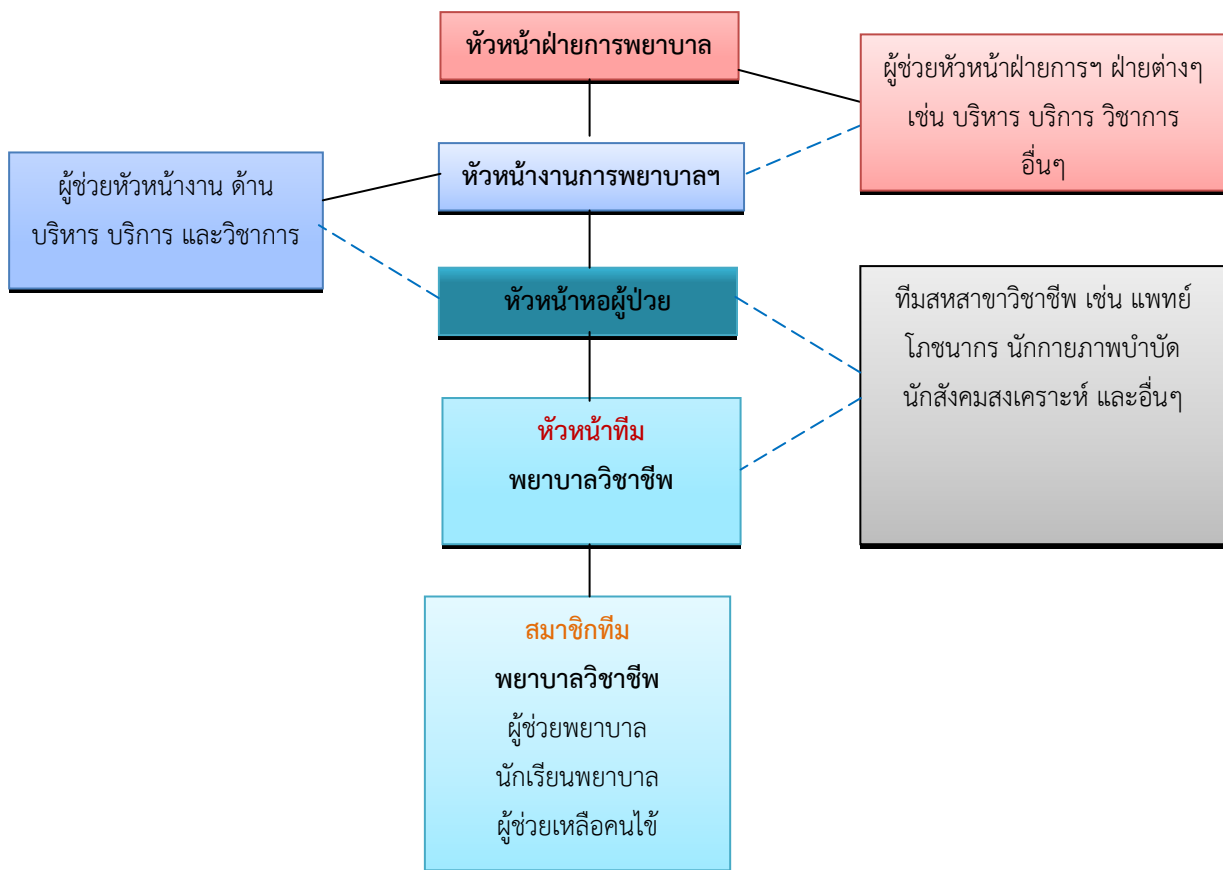 หัวหน้าฝ่ายการพยาบาล
ผู้ช่วยหัวหน้าฝ่ายการฯ ฝ่ายต่างๆ
เช่น บริหาร บริการ วิชาการ
อื่นๆ
หัวหน้างานการพยาบาลฯ
ผู้ช่วยหัวหน้างาน ด้าน
บริหาร บริการ และวิชาการ
หัวหน้าหอผู้ป่วย
ทีมสหสาขาวิชาชีพ เช่น แพทย์
โภชนากร นักกายภาพบำบัด
นักสังคมสงเคราะห์ และอื่นๆ
หัวหน้าทีม
พยาบาลวิชาชีพ
สมาชิกทีม
พยาบาลวิชาชีพ
ผู้ช่วยพยาบาล
นักเรียนพยาบาล
ผู้ช่วยเหลือคนไข้